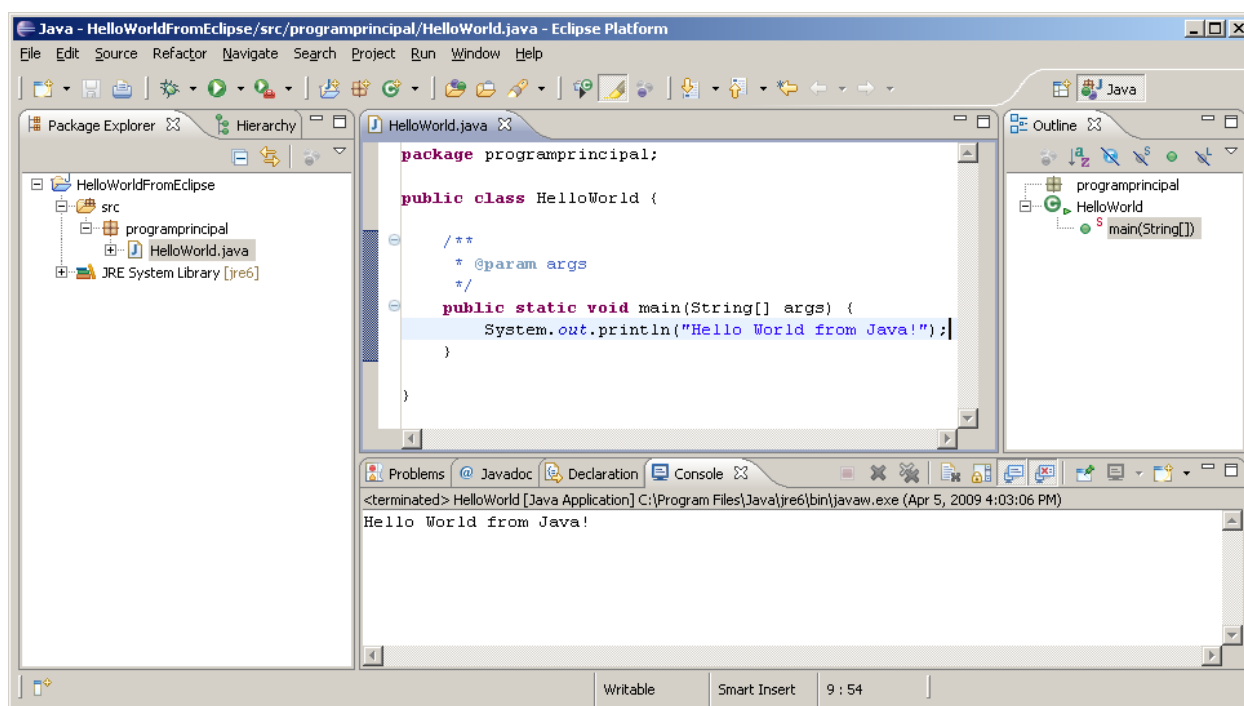 Java - HelloWorldFromEclipse/src/programprincipal/HelloWorld.java - Eclipse Platform
File Edit Source Refactor Navigate Search Project Run Window Help
Java
Package Explorer Hierarchy
HelloWorldFromEclipse
src
programprincipal
HelloWorld.java
JRE System Library [jre6]
HelloWorld.java
package programprincipal;
public class HelloWorld {
/**
* @param args
*/
public static void main(String[] args) {
System.out.println("Hello World from Java!");
}
}
Outline
programprincipal
HelloWorld
main(String[])
Problems @ Javadoc Declaration Console
<terminated> HelloWorld [Java Application] C:\Program Files\Java\jre6\bin\javaw.exe (Apr 5, 2009 4:03:06 PM)
Hello World from Java!
Writable Smart Insert 9 : 54